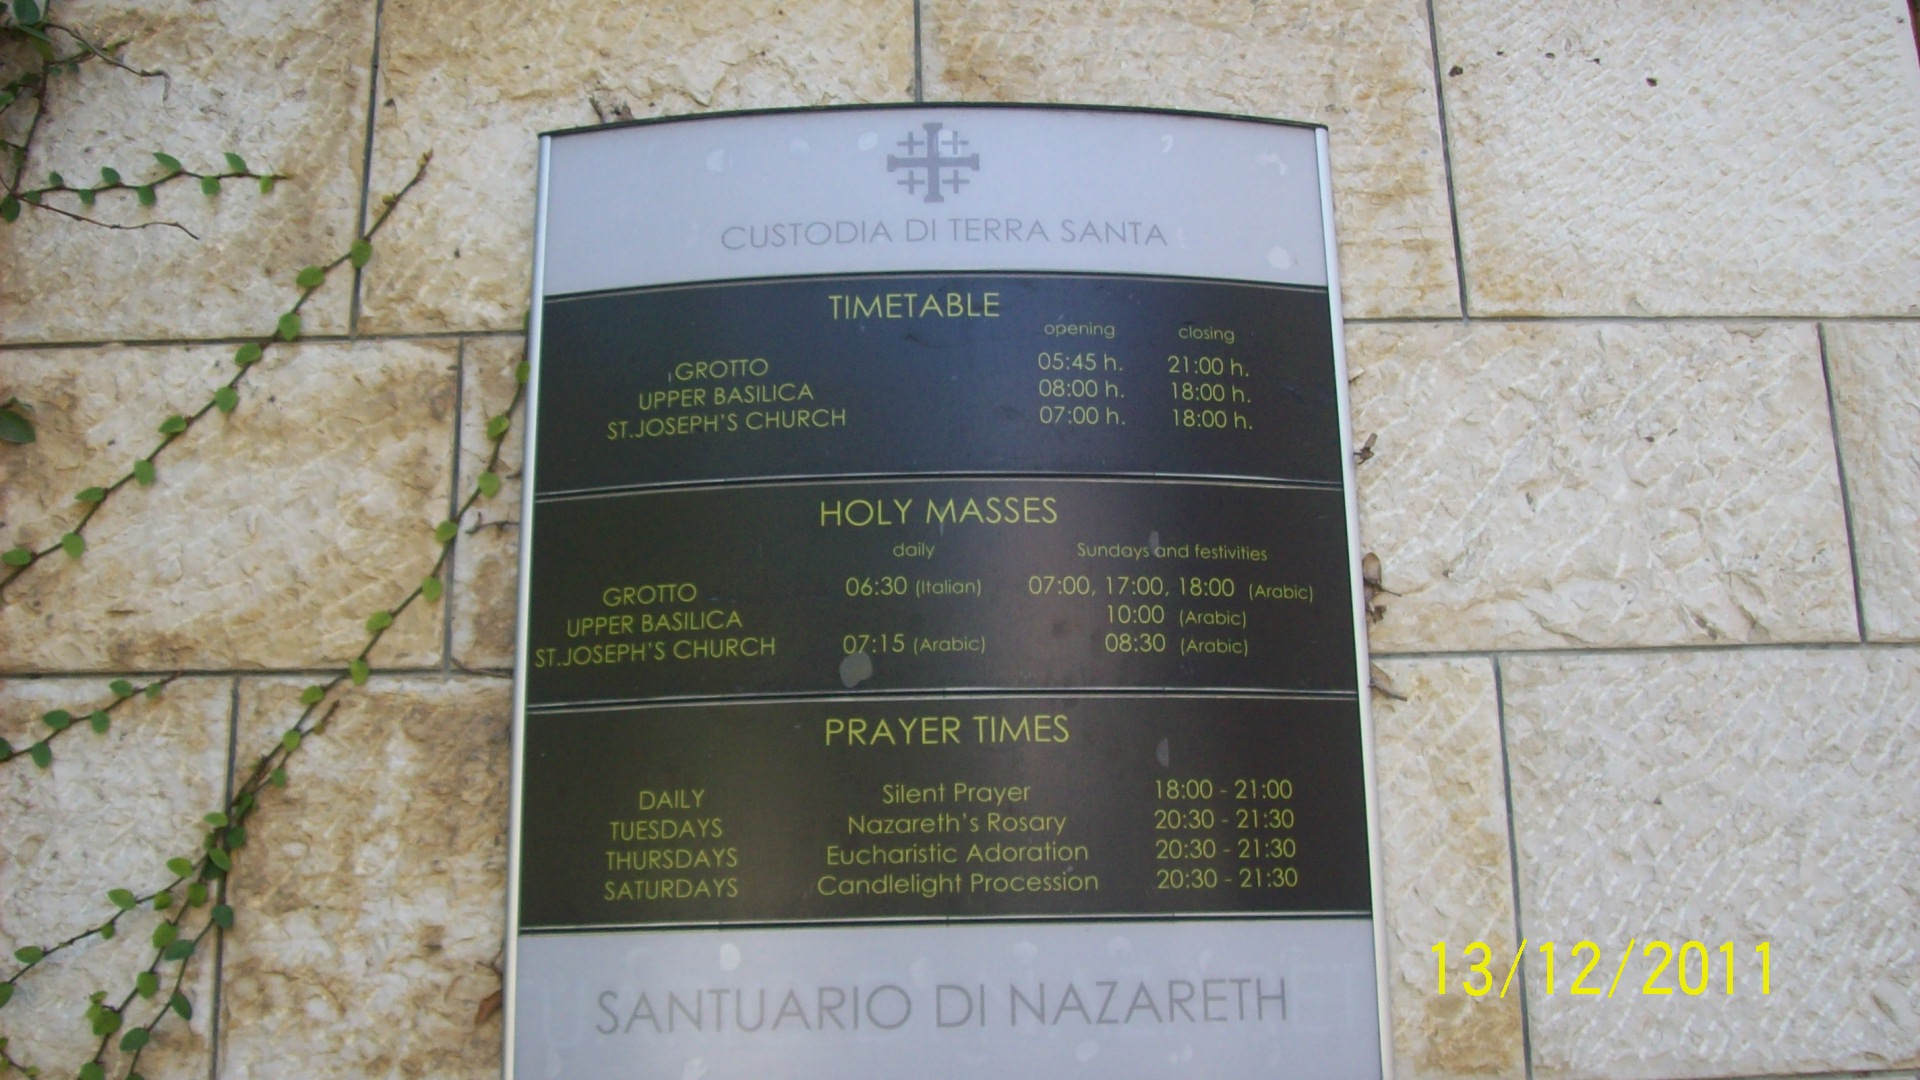 CUSTODIA DI TERRA SANTA
TIMETABLE
opening closing
GROTTO 05:45 h. 21:00 h.
UPPER BASILICA 08:00 h. 18:00 h.
ST.JOSEPH'S CHURCH 07:00 h. 18:00 h.
HOLY MASSES
daily Sundays and festivities
GROTTO 06:30 (Italian) 07:00, 17:00, 18:00 (Arabic)
UPPER BASILICA 10:00 (Arabic)
ST.JOSEPH'S CHURCH 07:15 (Arabic) 08:30 (Arabic)
PRAYER TIMES
DAILY Silent Prayer 18:00 - 21:00
TUESDAYS Nazareth's Rosary 20:30 - 21:30
THURSDAYS Eucharistic Adoration 20:30 - 21:30
SATURDAYS Candlelight Procession 20:30 - 21:30
SANTUARIO DI NAZARETH
13/12/2011